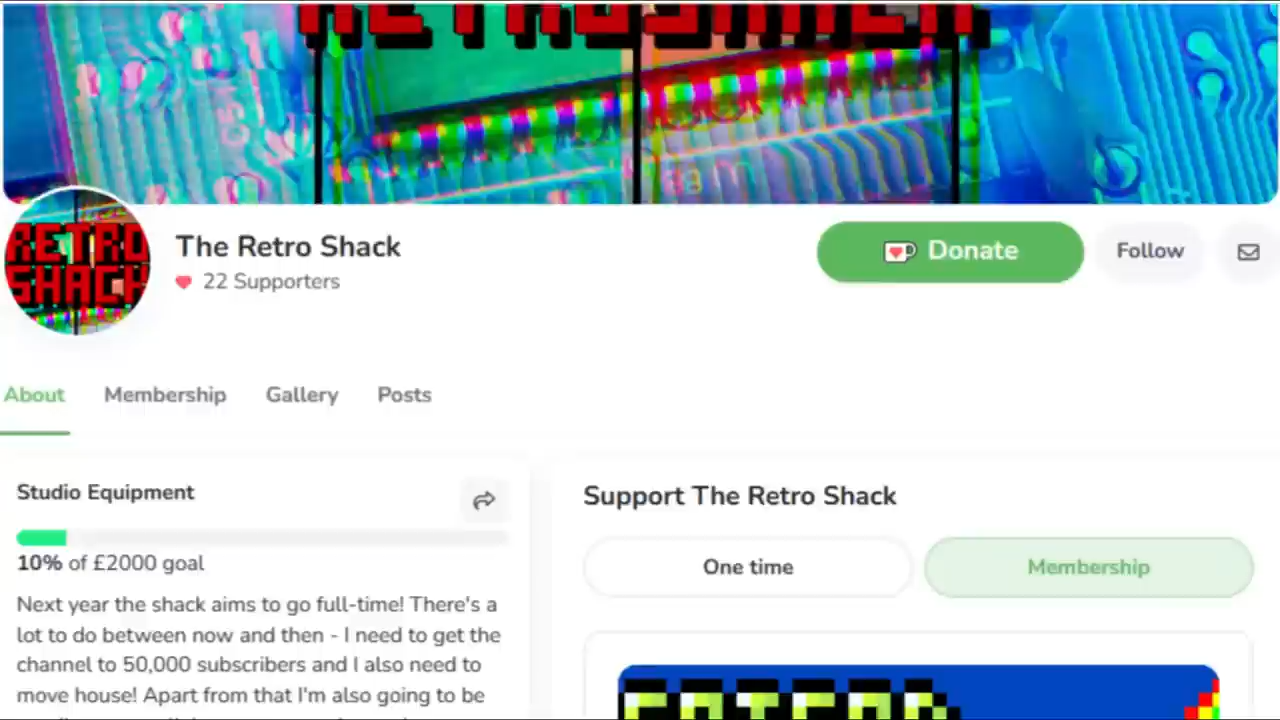 RETRO SHACK
RETRO
SHACK
The Retro Shack
22 Supporters
Donate
Follow
About
Membership
Gallery
Posts
Studio Equipment
10% of £2000 goal
Next year the shack aims to go full-time! There's a
lot to do between now and then - I need to get the
channel to 50,000 subscribers and I also need to
move house! Apart from that I'm also going to be
Support The Retro Shack
One time
Membership